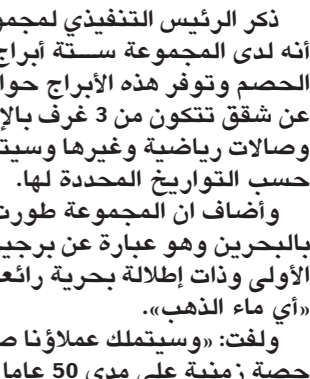 ذكر الرئيس التنفيذي لمجمو
أنه لدى المجموعة ستة أبراج
الحصم وتوفر هذه الأبراج حوا
عن شقق تتكون من 3 غرف بالإ
وصالات رياضية وغيرها وسيت
حسب التواريخ المحددة لها.
وأضاف ان المجموعة طورت
بالبحرين وهو عبارة عن برجي
الأولى وذات إطلالة بحرية رائع
«أي ماء الذهب».
ولفت: «وسيتملك عملاؤنا ص
حصة زمنية على مدى 50 عاما